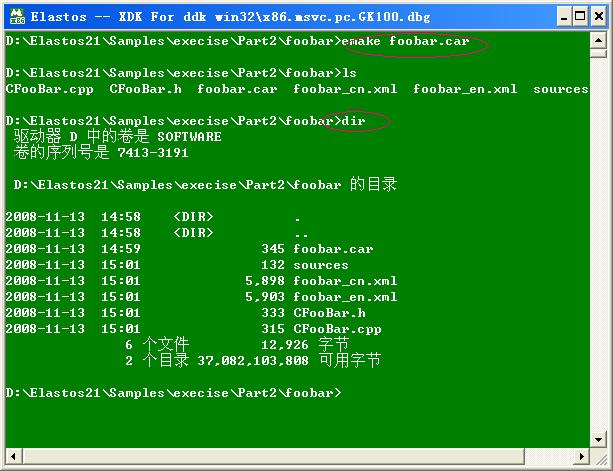 Elastos -- XDK For ddk win32\x86.msvc.pc.GK100.dbg
D:\Elastos21\Samples\execise\Part2\foobar>emake foobar.car
D:\Elastos21\Samples\execise\Part2\foobar>ls
CFooBar.cpp CFooBar.h foobar.car foobar_cn.xml foobar_en.xml sources
D:\Elastos21\Samples\execise\Part2\foobar>dir
驱动器 D 中的卷是 SOFTWARE
卷的序列号是 7413-3191
D:\Elastos21\Samples\execise\Part2\foobar 的目录
2008-11-13 14:58 <DIR> .
2008-11-13 14:58 <DIR> ..
2008-11-13 14:59 345 foobar.car
2008-11-13 15:01 132 sources
2008-11-13 15:01 5,898 foobar_cn.xml
2008-11-13 15:01 5,903 foobar_en.xml
2008-11-13 15:01 333 CFooBar.h
2008-11-13 15:01 315 CFooBar.cpp
6 个文件 12,926 字节
2 个目录 37,082,103,808 可用字节
D:\Elastos21\Samples\execise\Part2\foobar>